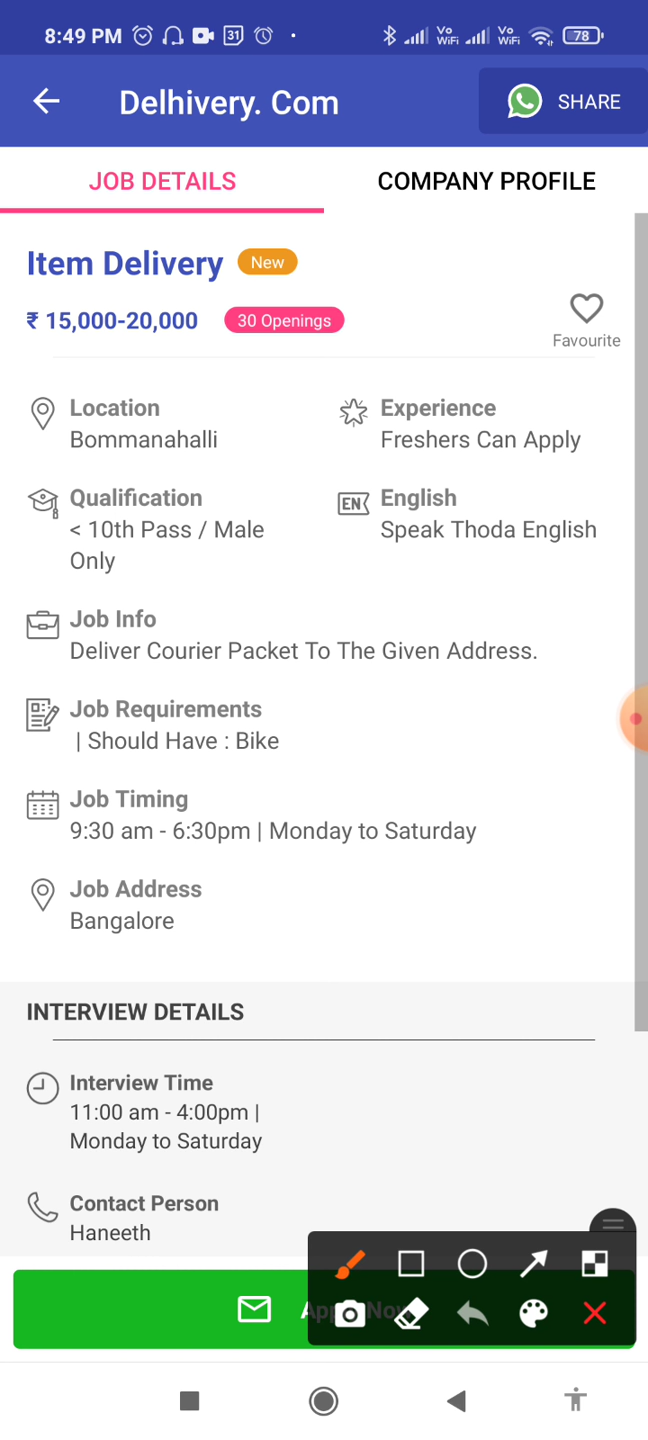 8:49 PM 31 Vo WiFi Vo WiFi 78
Delhivery. Com
SHARE
JOB DETAILS
COMPANY PROFILE
Item Delivery New
₹ 15,000-20,000 30 Openings
Favourite
Location
Bommanahalli
Experience
Freshers Can Apply
Qualification
< 10th Pass / Male
Only
EN
English
Speak Thoda English
Job Info
Deliver Courier Packet To The Given Address.
Job Requirements
| Should Have : Bike
Job Timing
9:30 am - 6:30pm | Monday to Saturday
Job Address
Bangalore
INTERVIEW DETAILS
Interview Time
11:00 am - 4:00pm |
Monday to Saturday
Contact Person
Haneeth